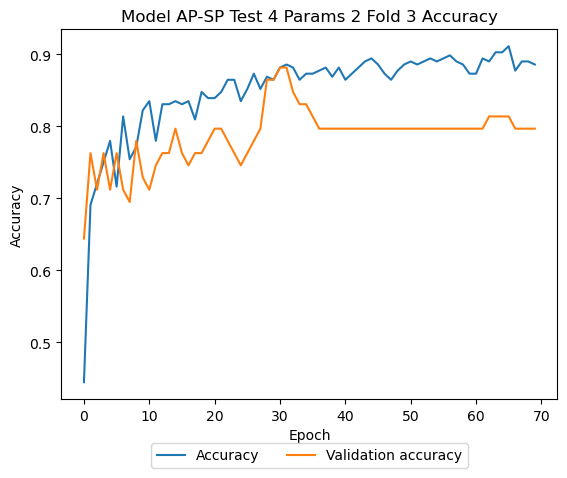 Model AP-SP Test 4 Params 2 Fold 3 Accuracy
0.9
0.8
0.7
0.6
0.5
Accuracy
0 10 20 30 40 50 60 70
Epoch
Accuracy Validation accuracy